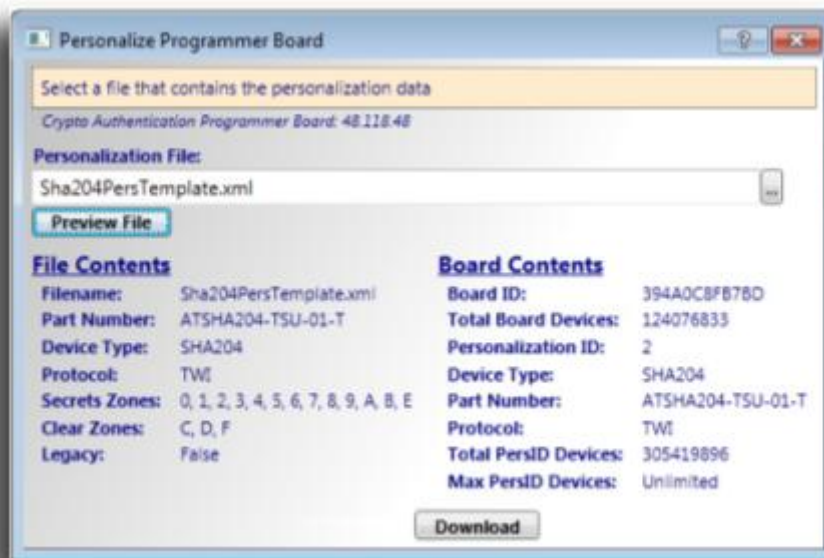 Personalize Programmer Board
Select a file that contains the personalization data
Crypto Authentication Programmer Board: 48.118.48
Personalization File:
Sha204PersTemplate.xml ...
Preview File
File Contents
Filename: Sha204PersTemplate.xml
Part Number: ATSHA204-TSU-01-T
Device Type: SHA204
Protocol: TWI
Secrets Zones: 0, 1, 2, 3, 4, 5, 6, 7, 8, 9, A, B, E
Clear Zones: C, D, F
Legacy: False
Board Contents
Board ID: 394A0C8FB7BD
Total Board Devices: 124076833
Personalization ID: 2
Device Type: SHA204
Part Number: ATSHA204-TSU-01-T
Protocol: TWI
Total PersID Devices: 305419896
Max PersID Devices: Unlimited
Download